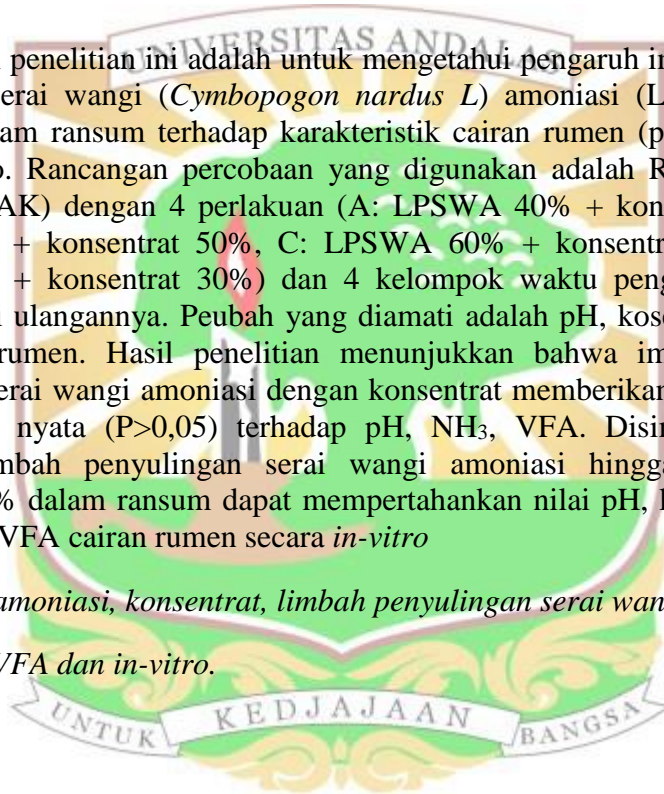 UNIVERSITAS ANDALAS
penelitian ini adalah untuk mengetahui pengaruh
erai wangi (Cymbopogon nardus L) amoniasi (L
am ransum terhadap karakteristik cairan rumen (p
o. Rancangan percobaan yang digunakan adalah R
AK) dengan 4 perlakuan (A: LPSWA 40% + kon
+ konsentrat 50%, C: LPSWA 60% + konsentr
+ konsentrat 30%) dan 4 kelompok waktu peng
i ulangannya. Peubah yang diamati adalah pH, kose
rumen. Hasil penelitian menunjukkan bahwa im
erai wangi amoniasi dengan konsentrat memberikan
nyata (P>0,05) terhadap pH, NH₃, VFA. Disi
mbah penyulingan serai wangi amoniasi hingga
% dalam ransum dapat mempertahankan nilai pH,
VFA cairan rumen secara in-vitro
amoniasi, konsentrat, limbah penyulingan serai wan
VFA dan in-vitro.
UNTUK KEDJAJAAN BANGSA